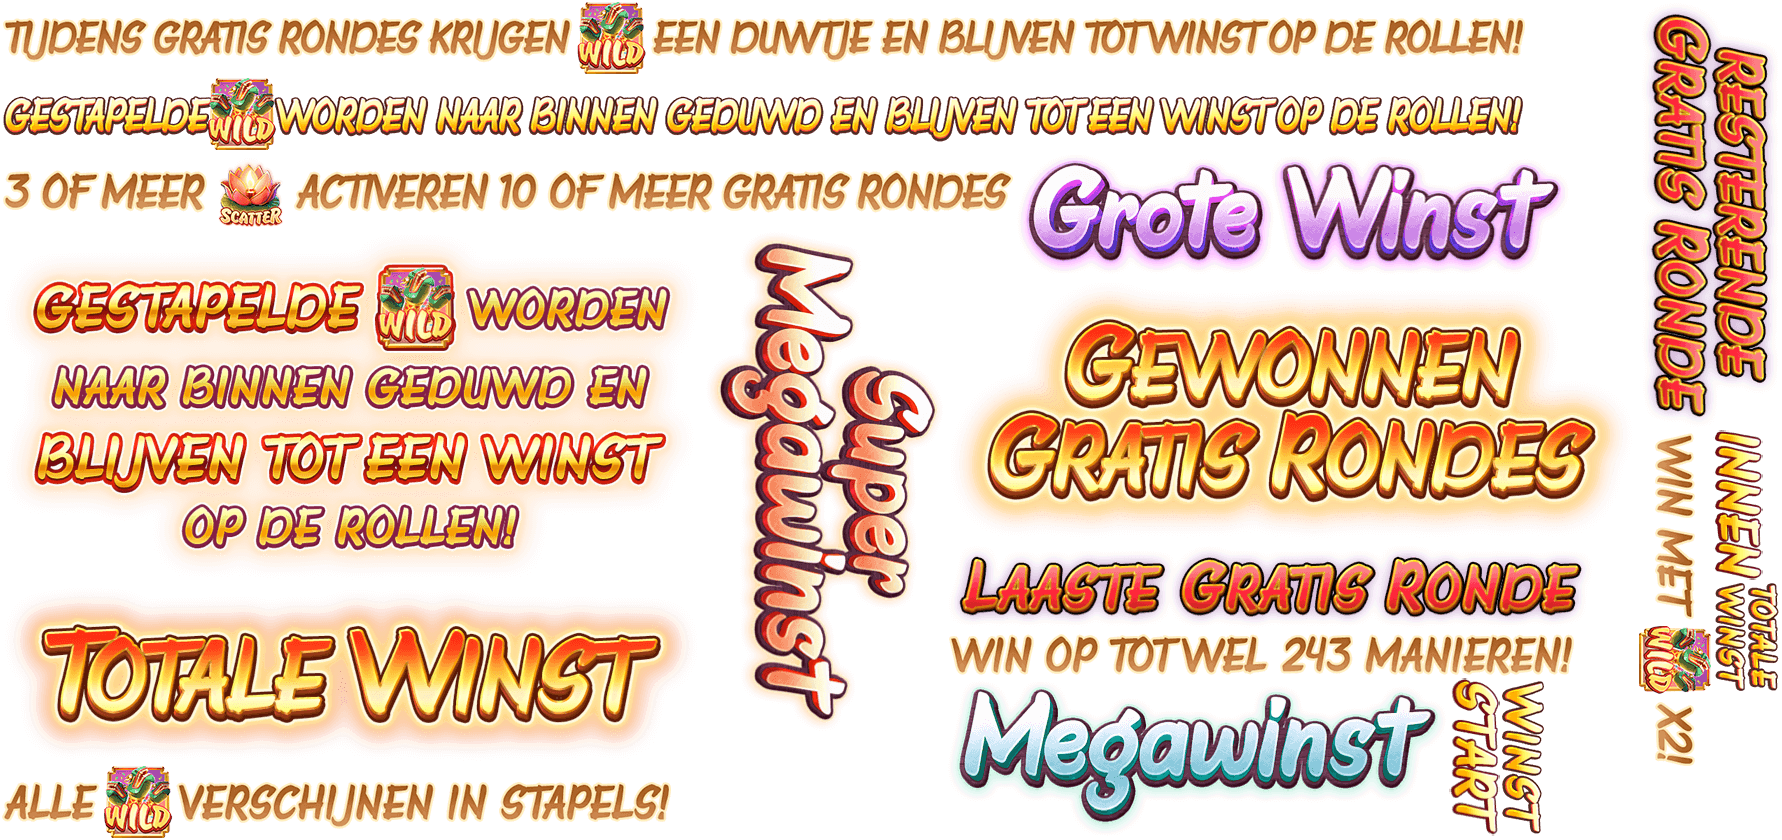 TIJDENS GRATIS RONDES KRIJGEN WILD EEN DUWTJE EN BLIJVEN TOT WINST OP DE ROLLEN!
GESTAPELDE WILD WORDEN NAAR BINNEN GEDUWD EN BLIJVEN TOT EEN WINST OP DE ROLLEN!
3 OF MEER SCATTER ACTIVEREN 10 OF MEER GRATIS RONDES
Grote Winst
GESTAPELDE WILD WORDEN
NAAR BINNEN GEDUWD EN
BLIJVEN TOT EEN WINST
OP DE ROLLEN!
Super
Megawinst
GEWONNEN
GRATIS RONDES
RESTERENDE
GRATIS RONDE
LAASTE GRATIS RONDE
WIN OP TOT WEL 243 MANIEREN!
TOTALE WINST
Megawinst
WINST
START
INNEN
TOTALE
WINST
WIN MET WILD X2!
ALLE WILD VERSCHIJNEN IN STAPELS!